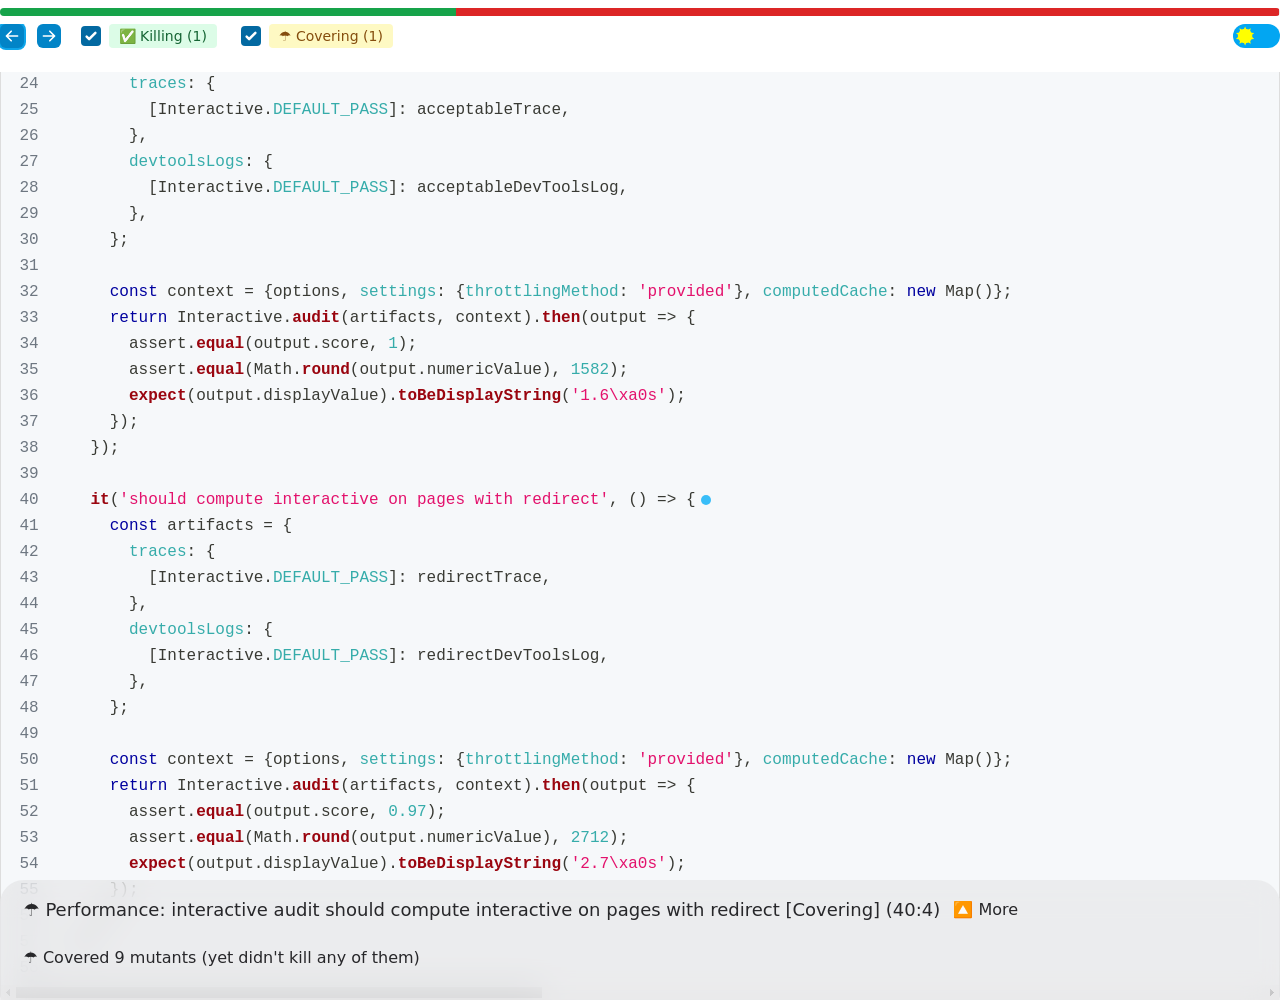 ✅ Killing (1) ☂️ Covering (1)
24 traces: {
25 [Interactive.DEFAULT_PASS]: acceptableTrace,
26 },
27 devtoolsLogs: {
28 [Interactive.DEFAULT_PASS]: acceptableDevToolsLog,
29 },
30 };
31
32 const context = {options, settings: {throttlingMethod: 'provided'}, computedCache: new Map()};
33 return Interactive.audit(artifacts, context).then(output => {
34 assert.equal(output.score, 1);
35 assert.equal(Math.round(output.numericValue), 1582);
36 expect(output.displayValue).toBeDisplayString('1.6\xa0s');
37 });
38 });
39
40 it('should compute interactive on pages with redirect', () => {
41 const artifacts = {
42 traces: {
43 [Interactive.DEFAULT_PASS]: redirectTrace,
44 },
45 devtoolsLogs: {
46 [Interactive.DEFAULT_PASS]: redirectDevToolsLog,
47 },
48 };
49
50 const context = {options, settings: {throttlingMethod: 'provided'}, computedCache: new Map()};
51 return Interactive.audit(artifacts, context).then(output => {
52 assert.equal(output.score, 0.97);
53 assert.equal(Math.round(output.numericValue), 2712);
54 expect(output.displayValue).toBeDisplayString('2.7\xa0s');
55 });
☂️ Performance: interactive audit should compute interactive on pages with redirect [Covering] (40:4) 🔼 More
☂️ Covered 9 mutants (yet didn't kill any of them)